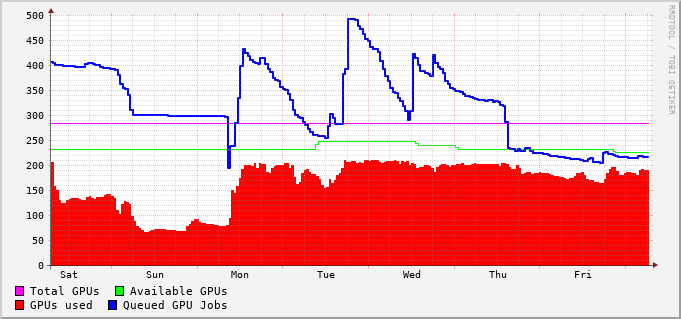 500
450
400
350
300
250
200
150
100
50
0
Sat Sun Mon Tue Wed Thu Fri
Total GPUs Available GPUs
GPUs used Queued GPU Jobs
RRDTOOL / TOBI OETIKER